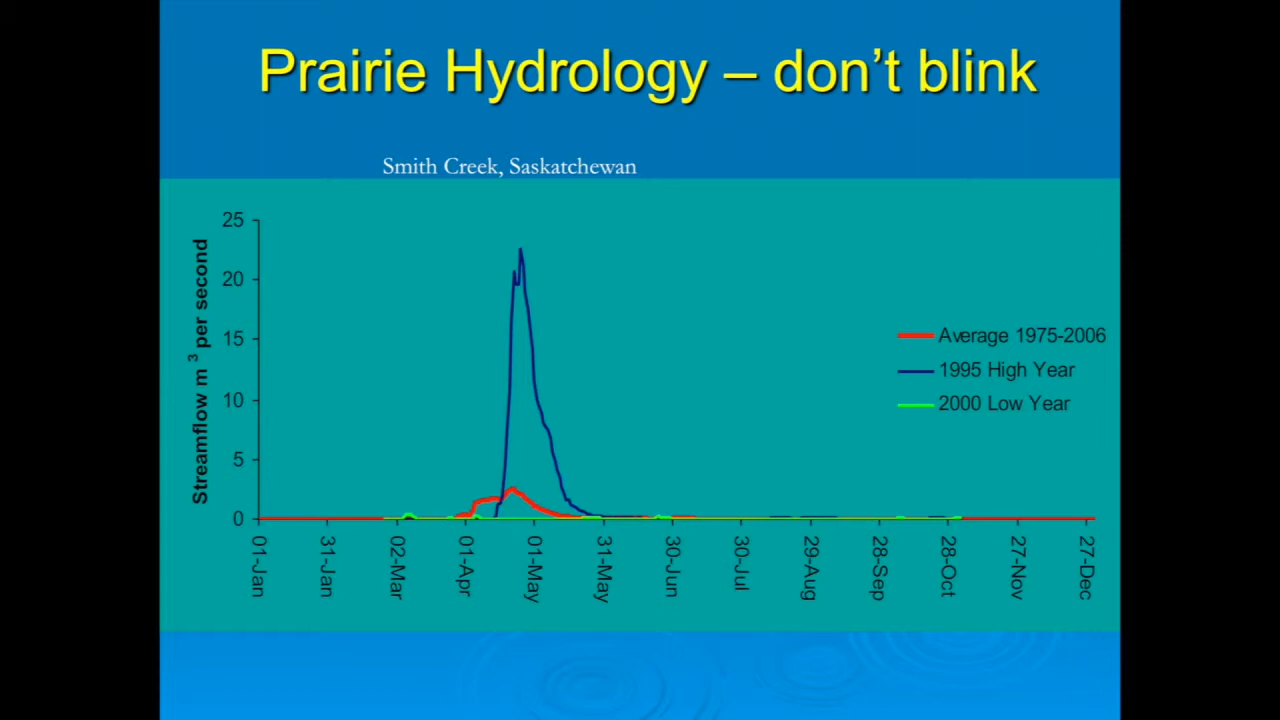 Prairie Hydrology – don't blink
Smith Creek, Saskatchewan
Streamflow m ³ per second
25
20
15
10
5
0
01-Jan
31-Jan
02-Mar
01-Apr
01-May
31-May
30-Jun
30-Jul
29-Aug
28-Sep
28-Oct
27-Nov
27-Dec
Average 1975-2006
1995 High Year
2000 Low Year